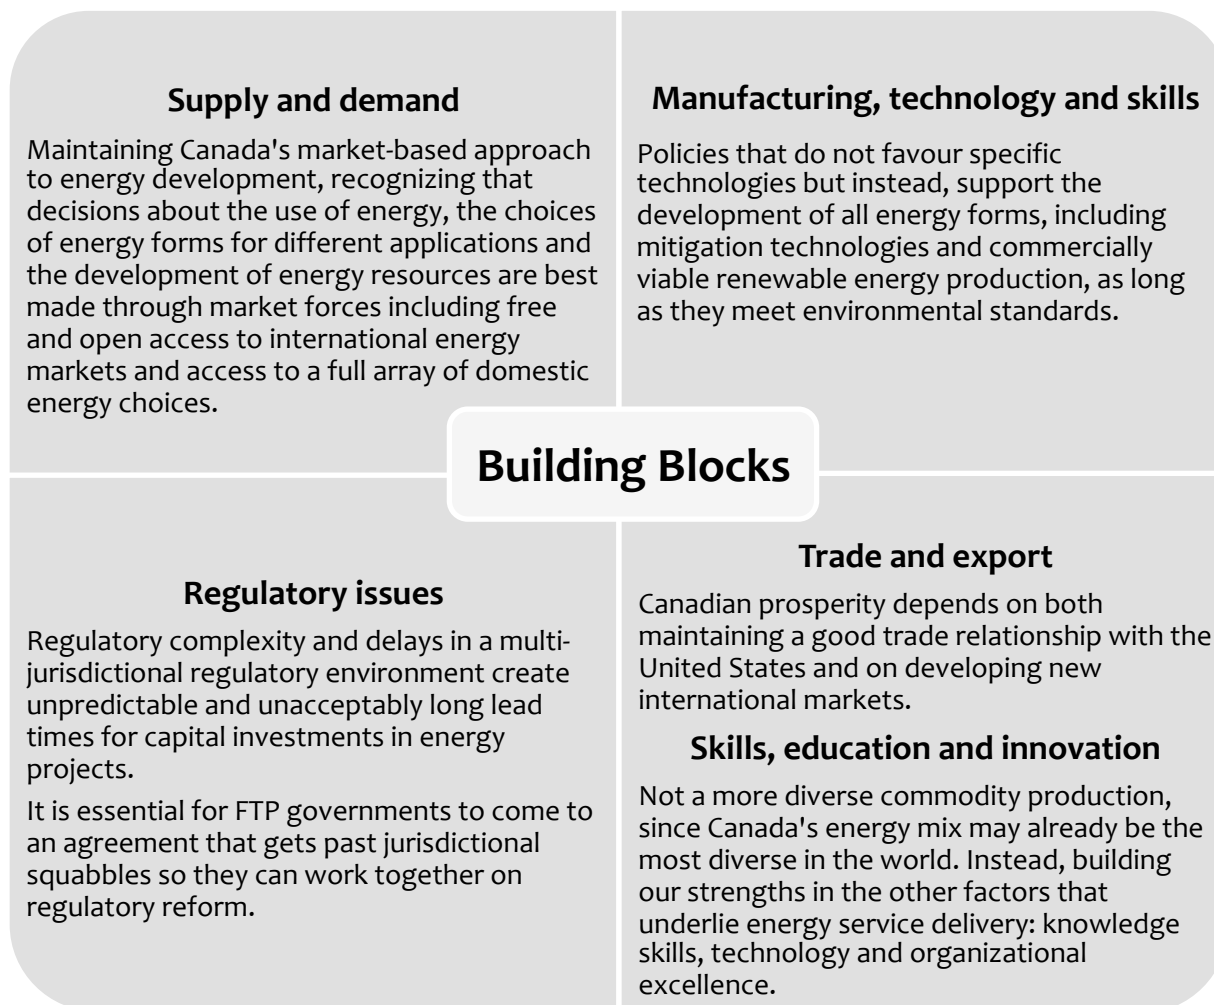 Supply and demand
Maintaining Canada's market-based approach
to energy development, recognizing that
decisions about the use of energy, the choices
of energy forms for different applications and
the development of energy resources are best
made through market forces including free
and open access to international energy
markets and access to a full array of domestic
energy choices.
Manufacturing, technology and skills
Policies that do not favour specific
technologies but instead, support the
development of all energy forms, including
mitigation technologies and commercially
viable renewable energy production, as long
as they meet environmental standards.
Building Blocks
Regulatory issues
Regulatory complexity and delays in a multi-
jurisdictional regulatory environment create
unpredictable and unacceptably long lead
times for capital investments in energy
projects.
It is essential for FTP governments to come to
an agreement that gets past jurisdictional
squabbles so they can work together on
regulatory reform.
Trade and export
Canadian prosperity depends on both
maintaining a good trade relationship with the
United States and on developing new
international markets.
Skills, education and innovation
Not a more diverse commodity production,
since Canada's energy mix may already be the
most diverse in the world. Instead, building
our strengths in the other factors that
underlie energy service delivery: knowledge
skills, technology and organizational
excellence.